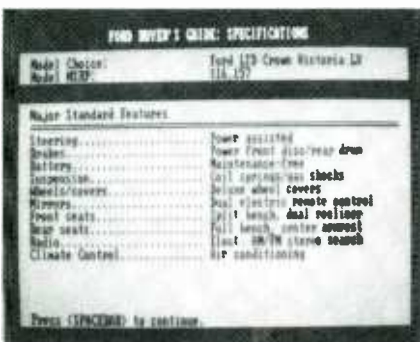 FORD BUYER'S GUIDE: SPECIFICATIONS
Model Choice: Ford LTD Crown Victoria LX
Model MSRP:
Major Standard Features
Steering.................... Power assisted
Brakes.................... Power front disc/rear drum
Battery.................... Maintenance-free
Suspension.................... Coil springs/gas shocks
Wheels/covers.................... Deluxe wheel covers
Mirrors.................... Dual electric remote control
Front seats.................... Split bench, dual recliner
Rear seats.................... Full bench, center armrest
Radio.................... Elect AM/FM stereo search
Climate Control.................... Air conditioning
Press (SPACEBAR) to continue.